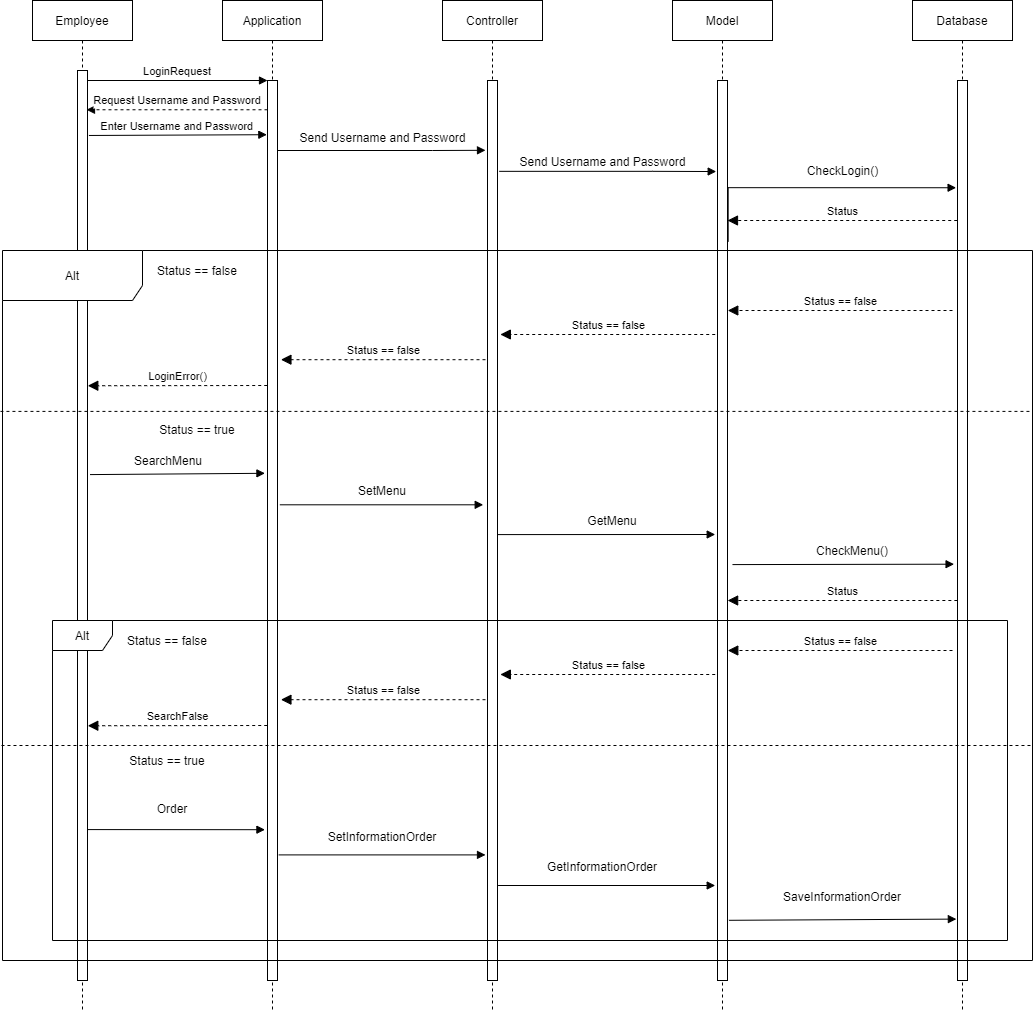 Employee
Application
Controller
Model
Database
LoginRequest
Request Username and Password
Enter Username and Password
Send Username and Password
Send Username and Password
CheckLogin()
Status
Alt
Status == false
Status == false
Status == false
Status == false
LoginError()
Status == true
SearchMenu
SetMenu
GetMenu
CheckMenu()
Status
Alt
Status == false
Status == false
Status == false
Status == false
SearchFalse
Status == true
Order
SetInformationOrder
GetInformationOrder
SaveInformationOrder